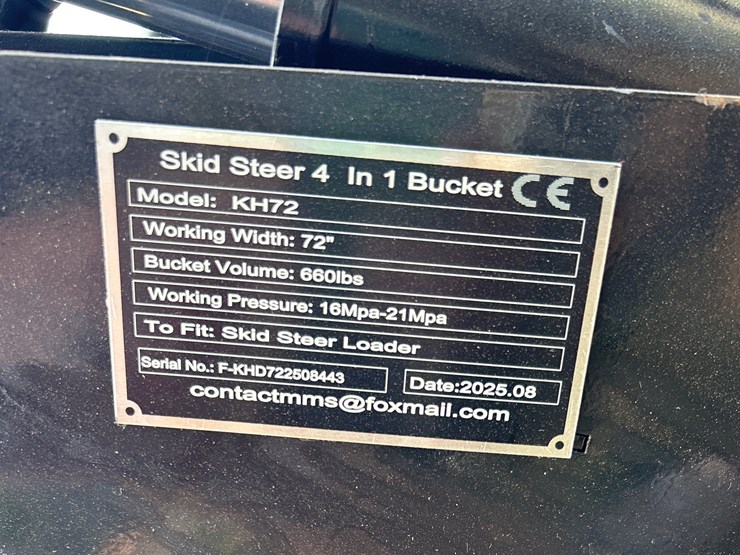 Skid Steer 4 In 1 Bucket CE
Model: KH72
Working Width: 72"
Bucket Volume: 660lbs
Working Pressure: 16Mpa-21Mpa
To Fit: Skid Steer Loader
Serial No.: F-KHD722508443 Date:2025.08
contactmms@foxmail.com